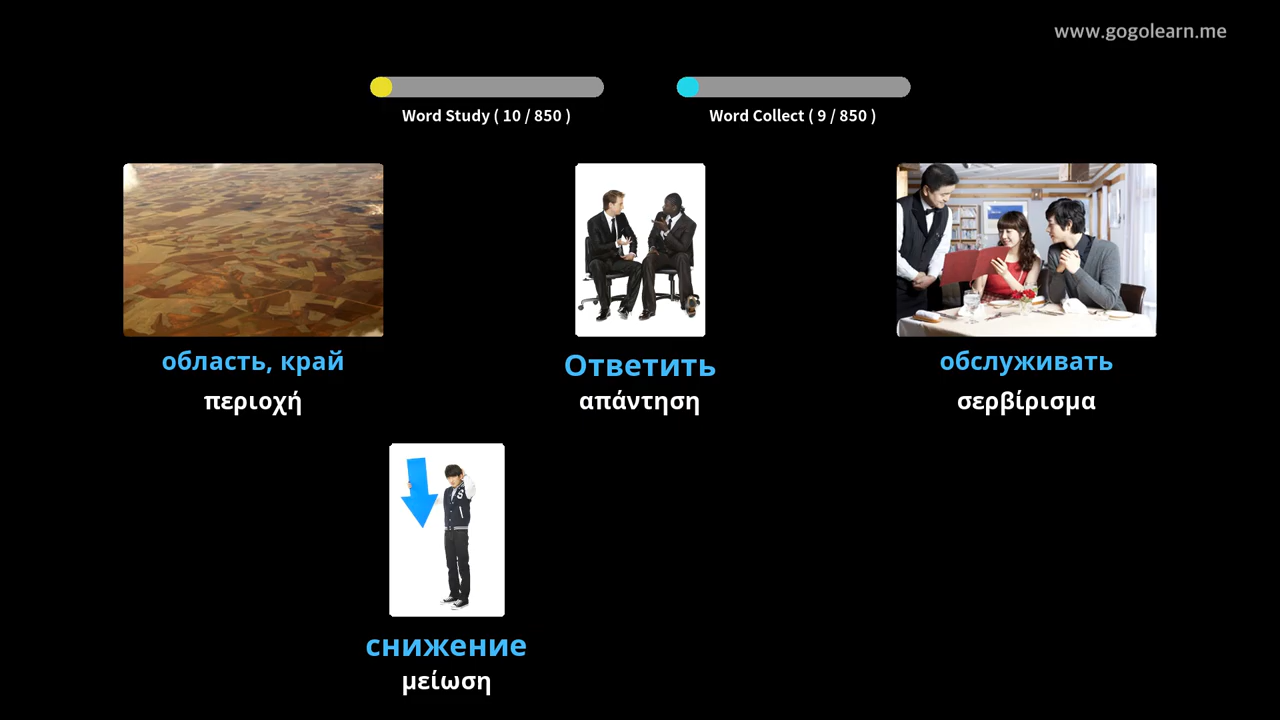 www.gogolearn.me
Word Study ( 10 / 850 )
Word Collect ( 9 / 850 )
область, край
περιοχή
Ответить
απάντηση
обслуживать
σερβίρισμα
снижение
μείωση